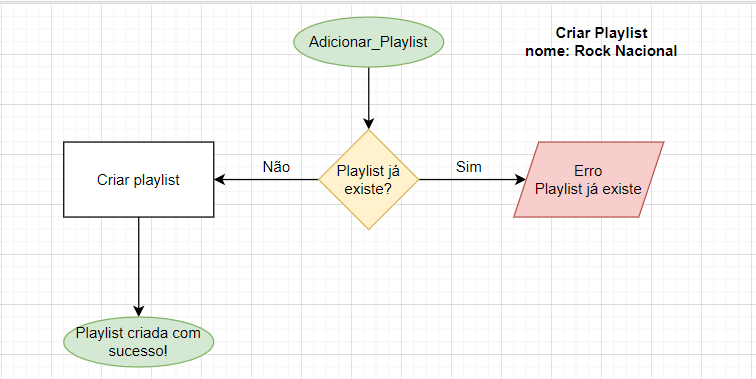 Adicionar_Playlist
Criar Playlist
nome: Rock Nacional
Criar playlist
Não
Playlist já
existe?
Sim
Erro
Playlist já existe
Playlist criada com
sucesso!